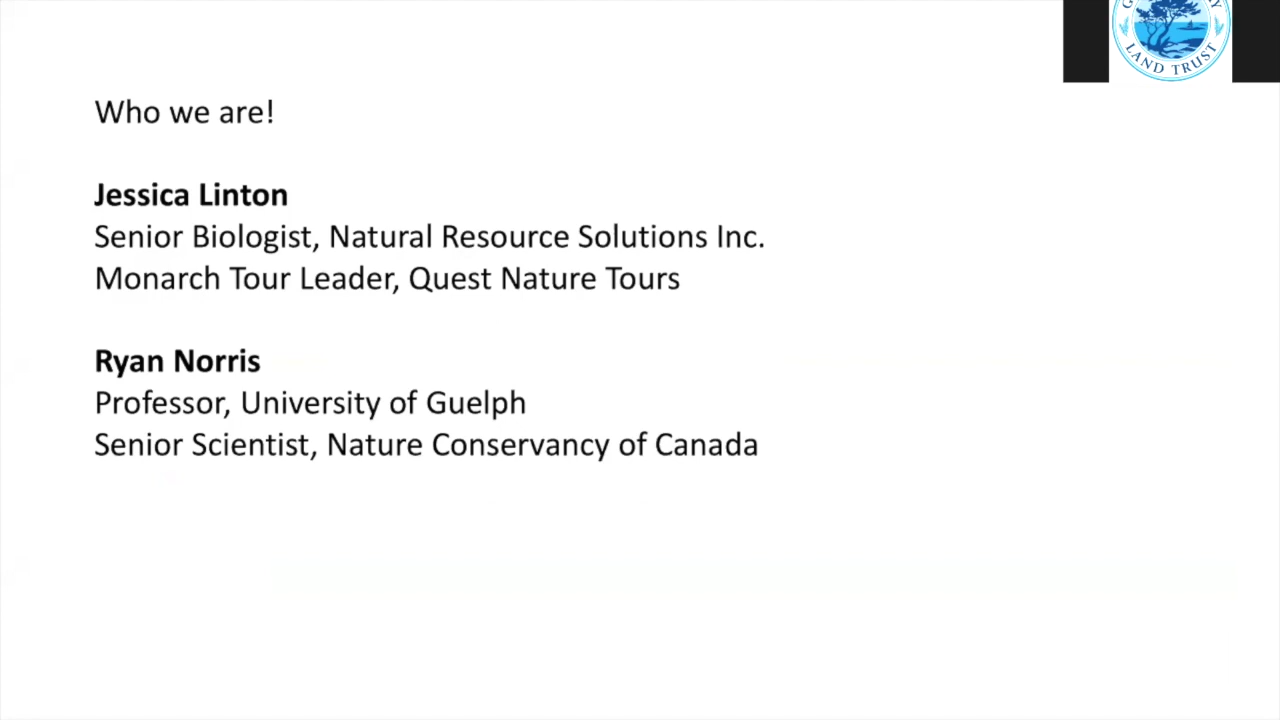 LAND TRUST
Who we are!
Jessica Linton
Senior Biologist, Natural Resource Solutions Inc.
Monarch Tour Leader, Quest Nature Tours
Ryan Norris
Professor, University of Guelph
Senior Scientist, Nature Conservancy of Canada